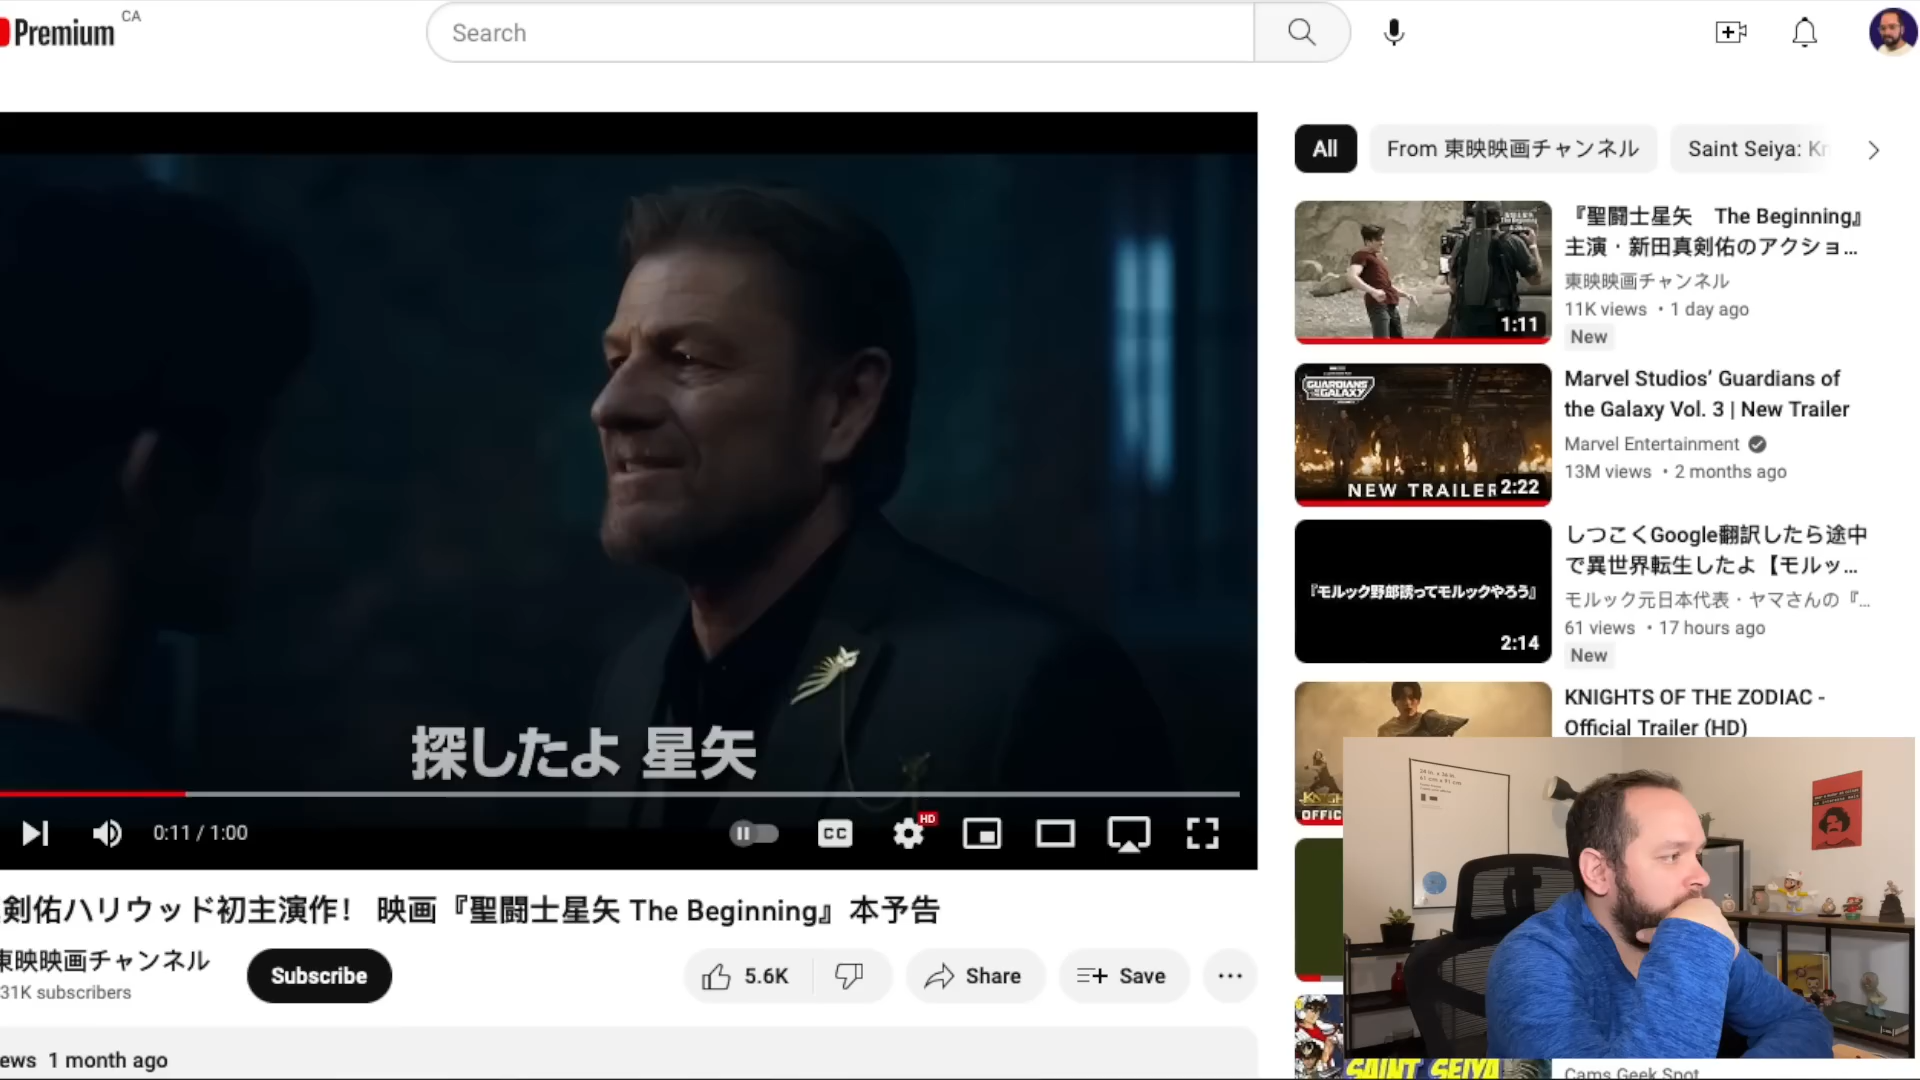 Premium CA
Search
All
From 東映映画チャンネル
Saint Seiya: Kn
『聖闘士星矢　The Beginning』
主演・新田真剣佑のアクショ...
東映映画チャンネル
11K views • 1 day ago
New
1:11
GUARDIANS
GALAXY
NEW TRAILER
2:22
Marvel Studios’ Guardians of
the Galaxy Vol. 3 | New Trailer
Marvel Entertainment
13M views • 2 months ago
『モルック野郎誘ってモルックやろう』
2:14
しつこくGoogle翻訳したら途中
で異世界転生したよ【モルッ...
モルック元日本代表・ヤマさんの『...
61 views • 17 hours ago
New
KNIGHTS OF THE ZODIAC -
Official Trailer (HD)
OFFIC
探したよ 星矢
0:11 / 1:00
CC
HD
剣佑ハリウッド初主演作！ 映画『聖闘士星矢 The Beginning』本予告
東映映画チャンネル
31K subscribers
Subscribe
5.6K
Share
Save
ews 1 month ago
SAINT SEIYA
Cams Geek Spot